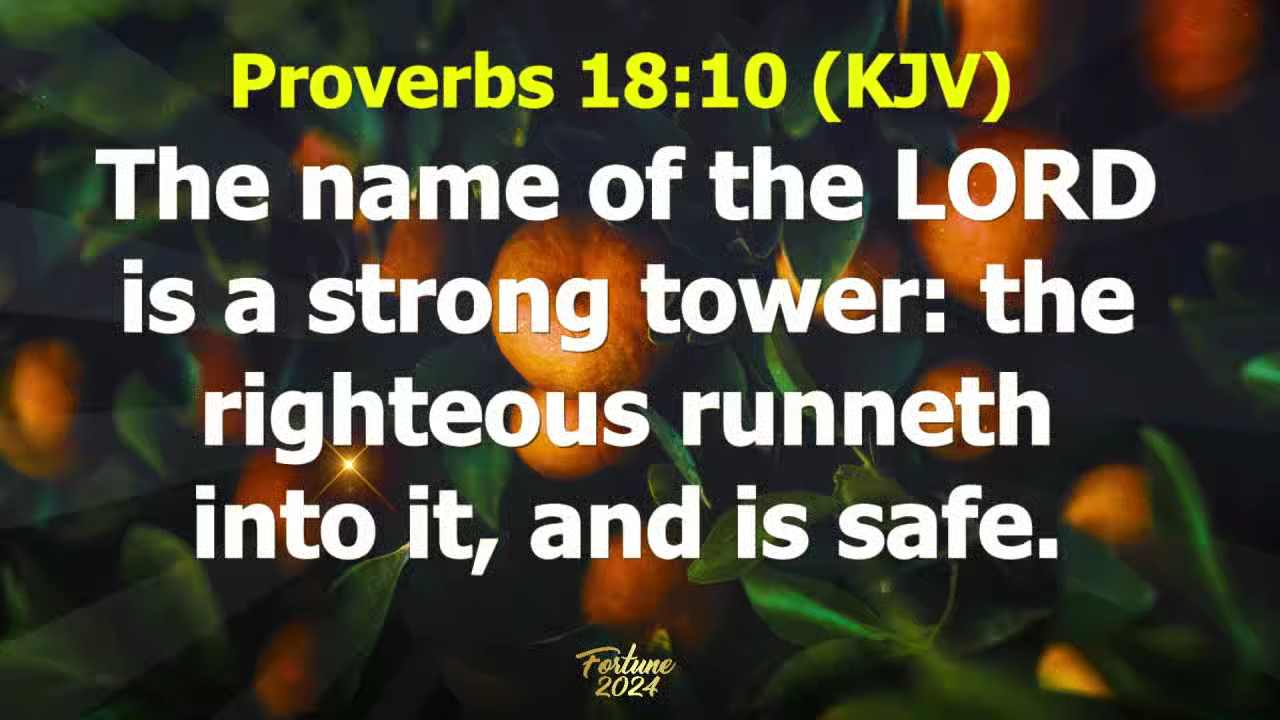 Proverbs 18:10 (KJV)
The name of the LORD
is a strong tower: the
righteous runneth
into it, and is safe.
Fortune
2024